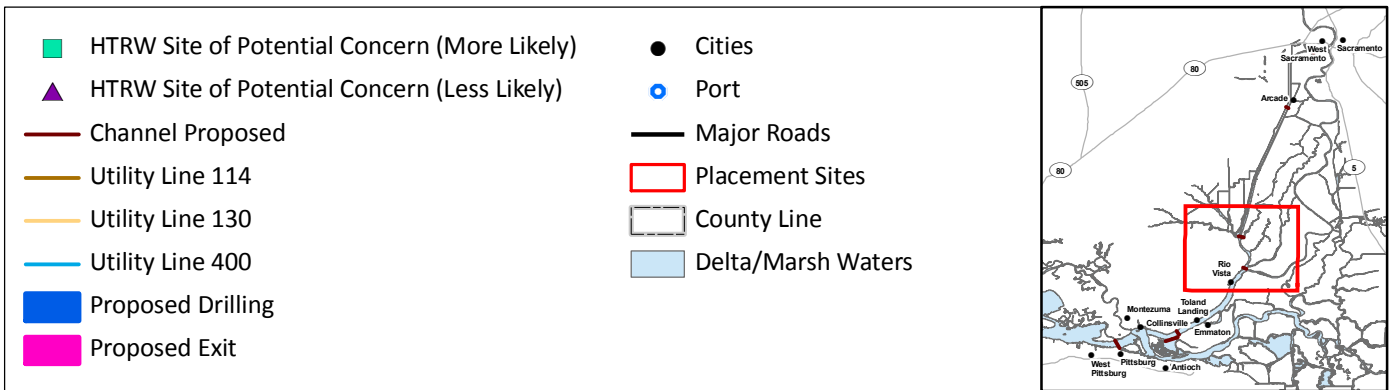 HTRW Site of Potential Concern (More Likely)
HTRW Site of Potential Concern (Less Likely)
Channel Proposed
Utility Line 114
Utility Line 130
Utility Line 400
Proposed Drilling
Proposed Exit
Cities
Port
Major Roads
Placement Sites
County Line
Delta/Marsh Waters
West
Sacramento
Sacramento
80
505
Arcade
80
5
Rio
Vista
Toland
Landing
Montezuma
Collinsville
Emmaton
West
Pittsburg
Pittsburg
Antioch